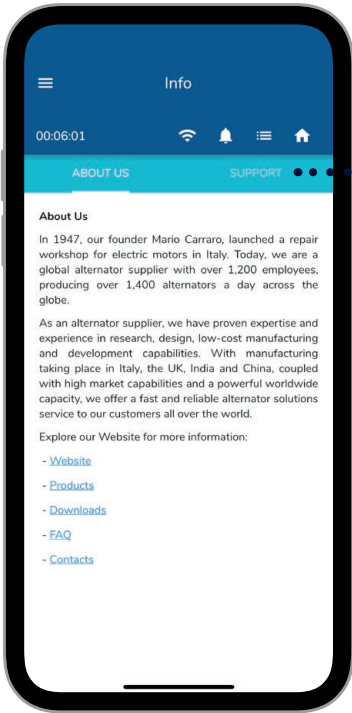 Info
00:06:01
ABOUT US SUPPORT
About Us
In 1947, our founder Mario Carraro, launched a repair
workshop for electric motors in Italy. Today, we are a
global alternator supplier with over 1,200 employees,
producing over 1,400 alternators a day across the
globe.
As an alternator supplier, we have proven expertise and
experience in research, design, low-cost manufacturing
and development capabilities. With manufacturing
taking place in Italy, the UK, India and China, coupled
with high market capabilities and a powerful worldwide
capacity, we offer a fast and reliable alternator solutions
service to our customers all over the world.
Explore our Website for more information:
- Website
- Products
- Downloads
- FAQ
- Contacts